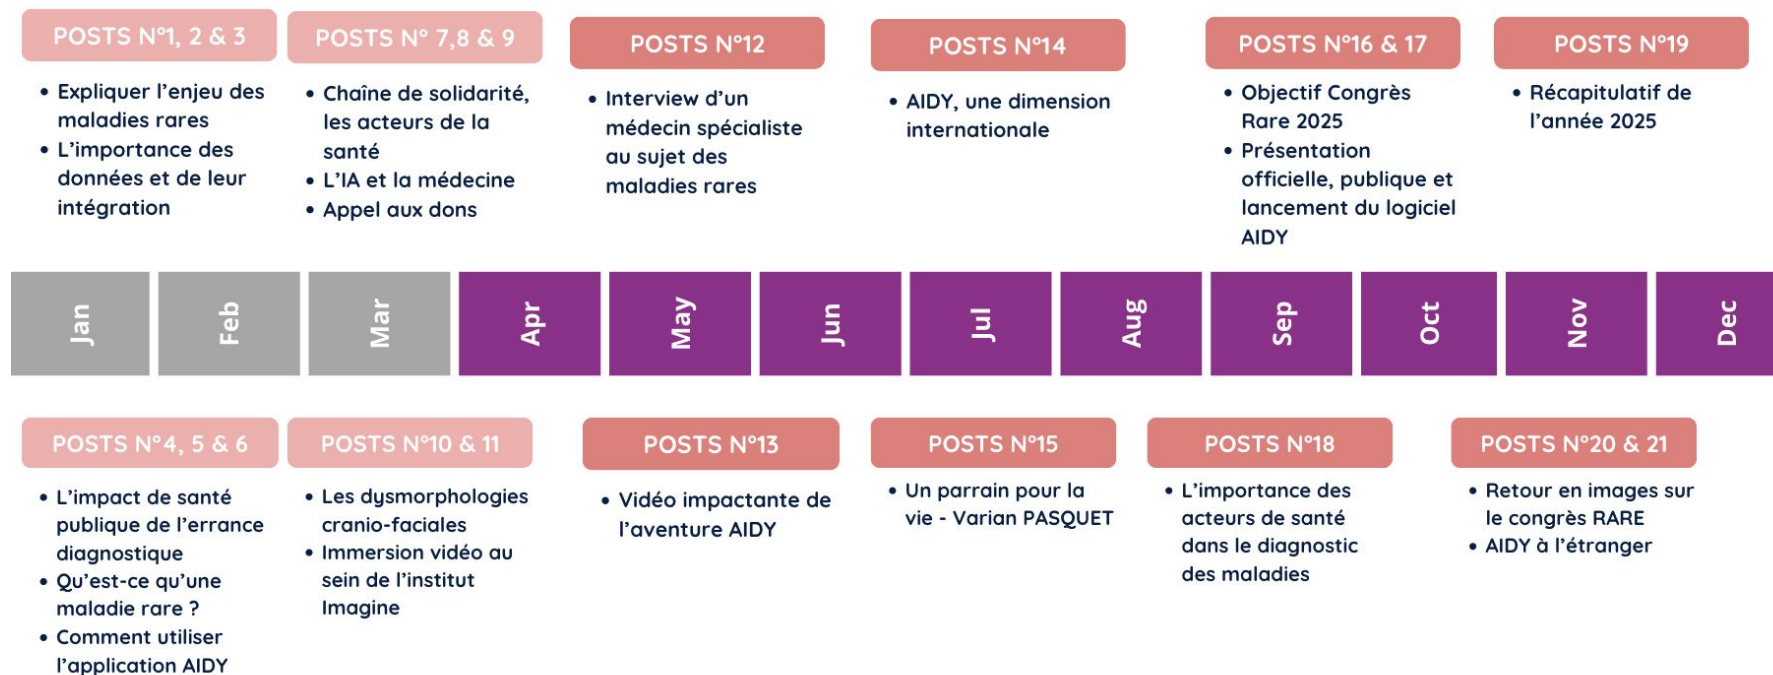 POSTS N°1, 2 & 3
• Expliquer l'enjeu des
maladies rares
• L'importance des
données et de leur
intégration
POSTS N° 7,8 & 9
• Chaîne de solidarité,
les acteurs de la
santé
• L'IA et la médecine
• Appel aux dons
POSTS N°12
• Interview d'un
médecin spécialiste
au sujet des
maladies rares
POSTS N°14
• AIDY, une dimension
internationale
POSTS N°16 & 17
• Objectif Congrès
Rare 2025
• Présentation
officielle, publique et
lancement du logiciel
AIDY
POSTS N°19
• Récapitulatif de
l'année 2025
Jan
Feb
Mar
Apr
May
Jun
Jul
Aug
Sep
Oct
Nov
Dec
POSTS N°4, 5 & 6
• L'impact de santé
publique de l'errance
diagnostique
• Qu'est-ce qu'une
maladie rare ?
• Comment utiliser
l'application AIDY
POSTS N°10 & 11
• Les dysmorphologies
cranio-faciales
• Immersion vidéo au
sein de l'institut
Imagine
POSTS N°13
• Vidéo impactante de
l'aventure AIDY
POSTS N°15
• Un parrain pour la
vie - Varian PASQUET
POSTS N°18
• L'importance des
acteurs de santé
dans le diagnostic
des maladies
POSTS N°20 & 21
• Retour en images sur
le congrès RARE
• AIDY à l'étranger